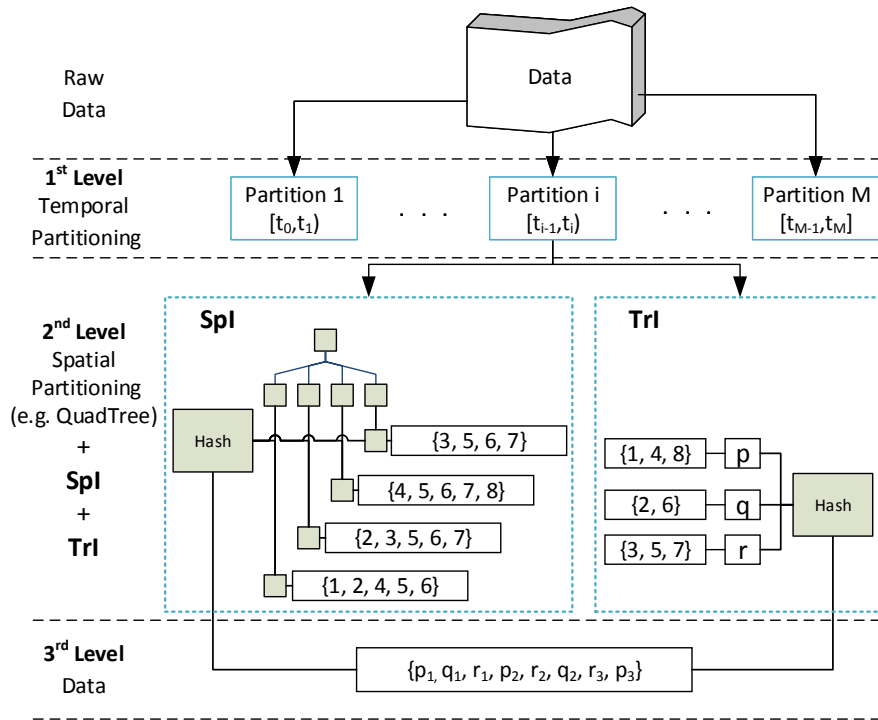 Raw
Data
Data
1st Level
Temporal
Partitioning
Partition 1
[t0,t1)
. . .
Partition i
[ti-1,ti)
. . .
Partition M
[tM-1,tM]
2nd Level
Spatial
Partitioning
(e.g. QuadTree)
+
SpI
+
TrI
SpI
Hash
{3, 5, 6, 7}
{4, 5, 6, 7, 8}
{2, 3, 5, 6, 7}
{1, 2, 4, 5, 6}
TrI
{1, 4, 8} p
{2, 6} q
{3, 5, 7} r
Hash
3rd Level
Data
{p1, q1, r1, p2, r2, q2, r3, p3}